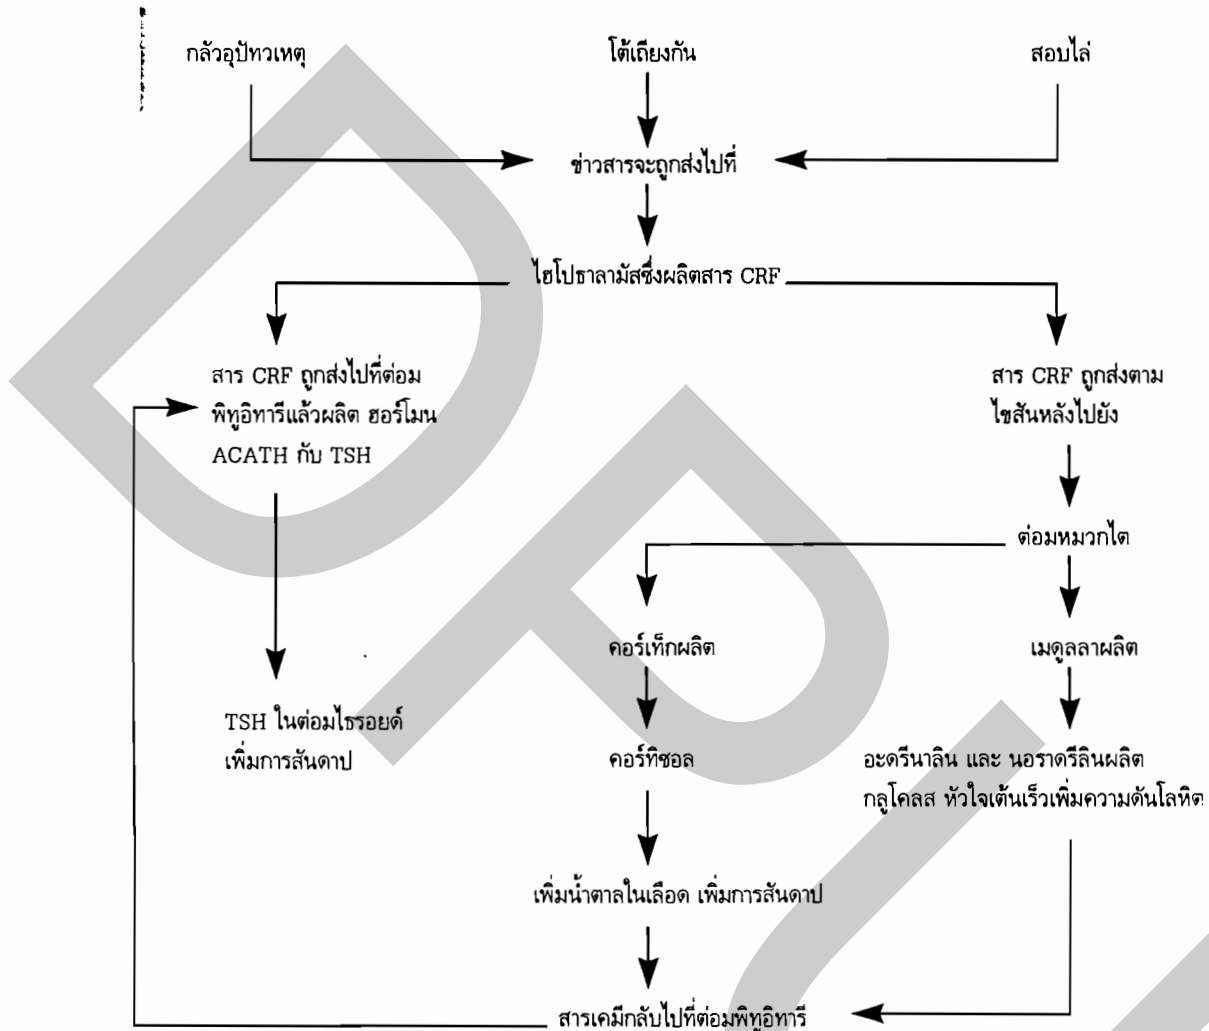 กลัวอุปัทวเหตุ
โต้เถียงกัน
สอบไล่
ข่าวสารจะถูกส่งไปที่
ไฮโปธาลามัสซึ่งผลิตสาร CRF
สาร CRF ถูกส่งไปที่ต่อม
พิทูอิทารีแล้วผลิต ฮอร์โมน
ACATH กับ TSH
สาร CRF ถูกส่งตาม
ไขสันหลังไปยัง
ต่อมหมวกไต
คอร์เท็กผลิต
เมดูลลาผลิต
TSH ในต่อมไธรอยด์
เพิ่มการสันดาป
คอร์ทิซอล
อะดรีนาลิน และ นอราดรีลินผลิต
กลูโคลส หัวใจเต้นเร็วเพิ่มความดันโลหิต
เพิ่มน้ำตาลในเลือด เพิ่มการสันดาป
สารเคมีกลับไปที่ต่อมพิทูอิทารี